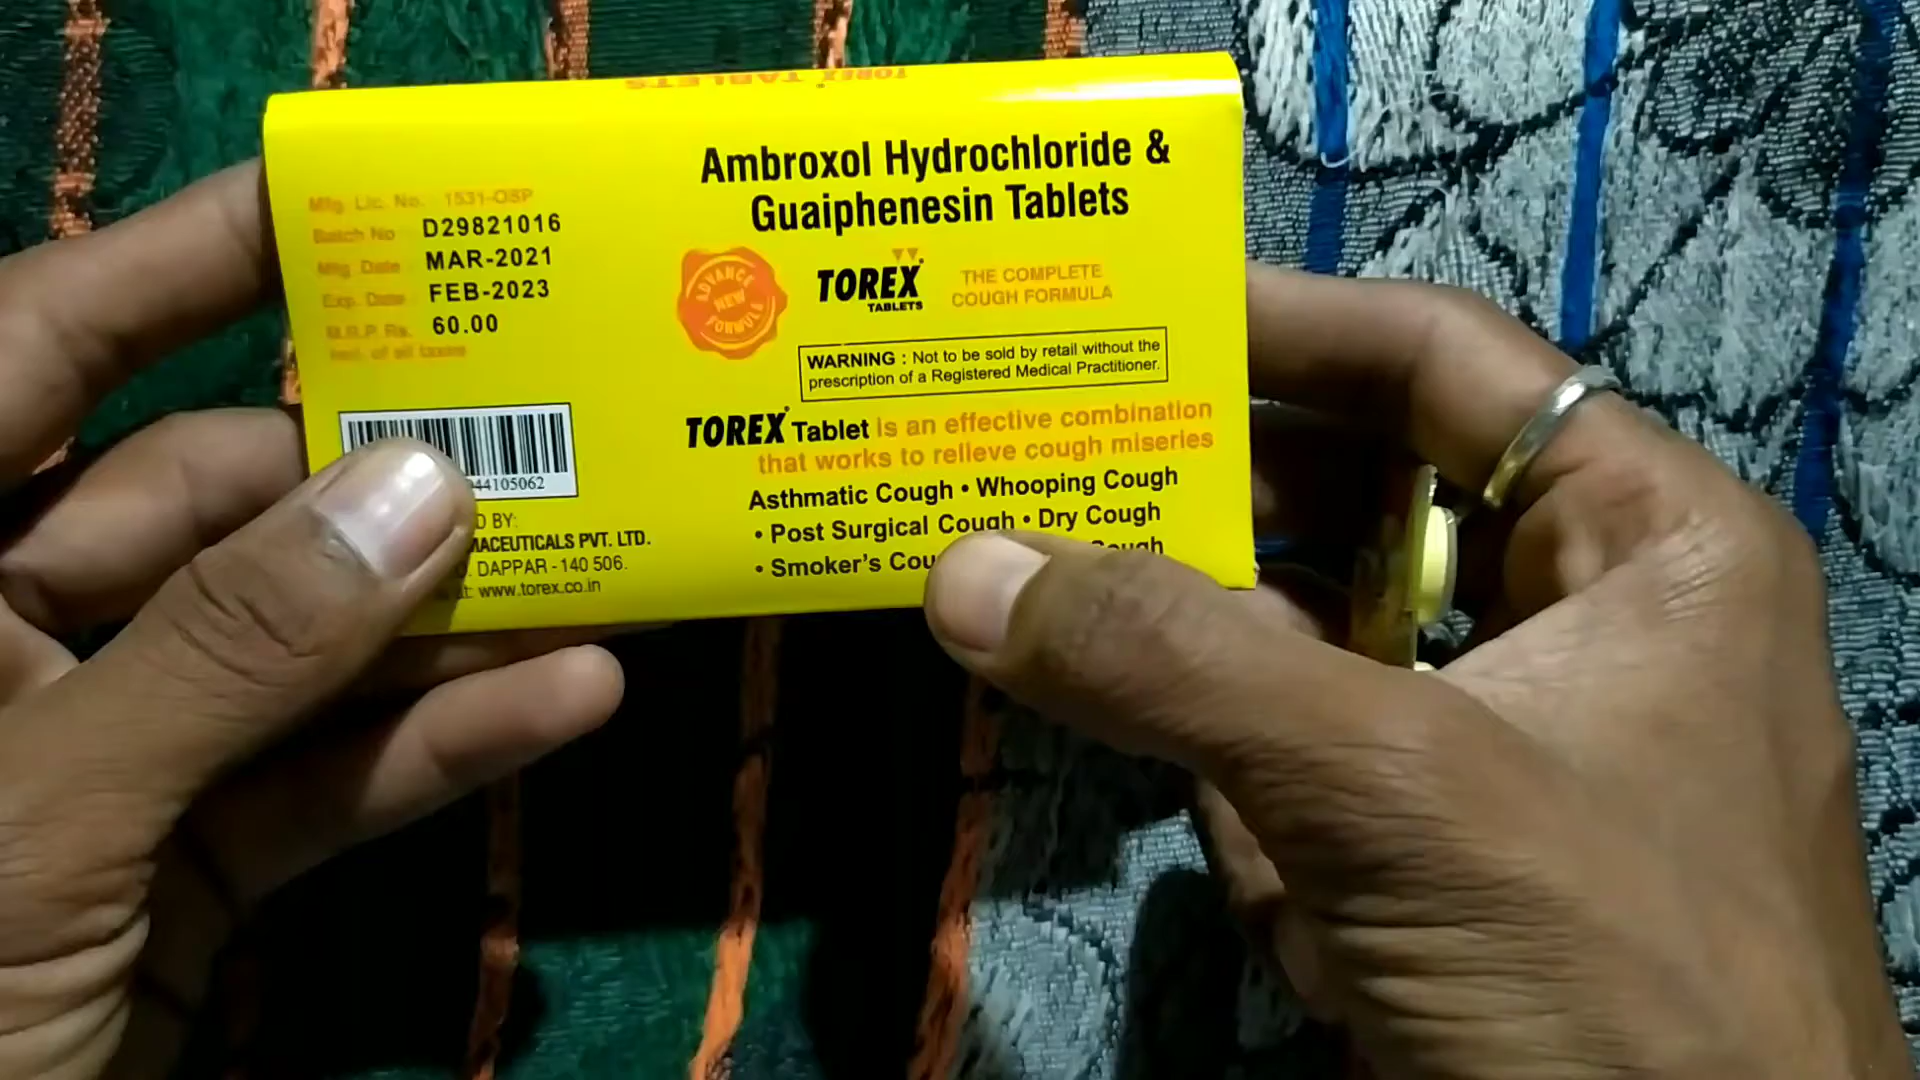 TOREX TABLETS
Mfg. Lic. No. 1531-OSP
Batch No D29821016
Mfg. Date MAR-2021
Exp. Date FEB-2023
M.R.P. Rs. 60.00
Incl. of all taxes
44105062
D BY:
MACEUTICALS PVT. LTD.
DAPPAR - 140 506.
at: www.torex.co.in
Ambroxol Hydrochloride &
Guaiphenesin Tablets
ADVANCE
NEW
FORMULA
TOREX
TABLETS
THE COMPLETE
COUGH FORMULA
WARNING : Not to be sold by retail without the
prescription of a Registered Medical Practitioner.
TOREX Tablet is an effective combination
that works to relieve cough miseries
Asthmatic Cough • Whooping Cough
• Post Surgical Cough • Dry Cough
• Smoker's Cou Cough